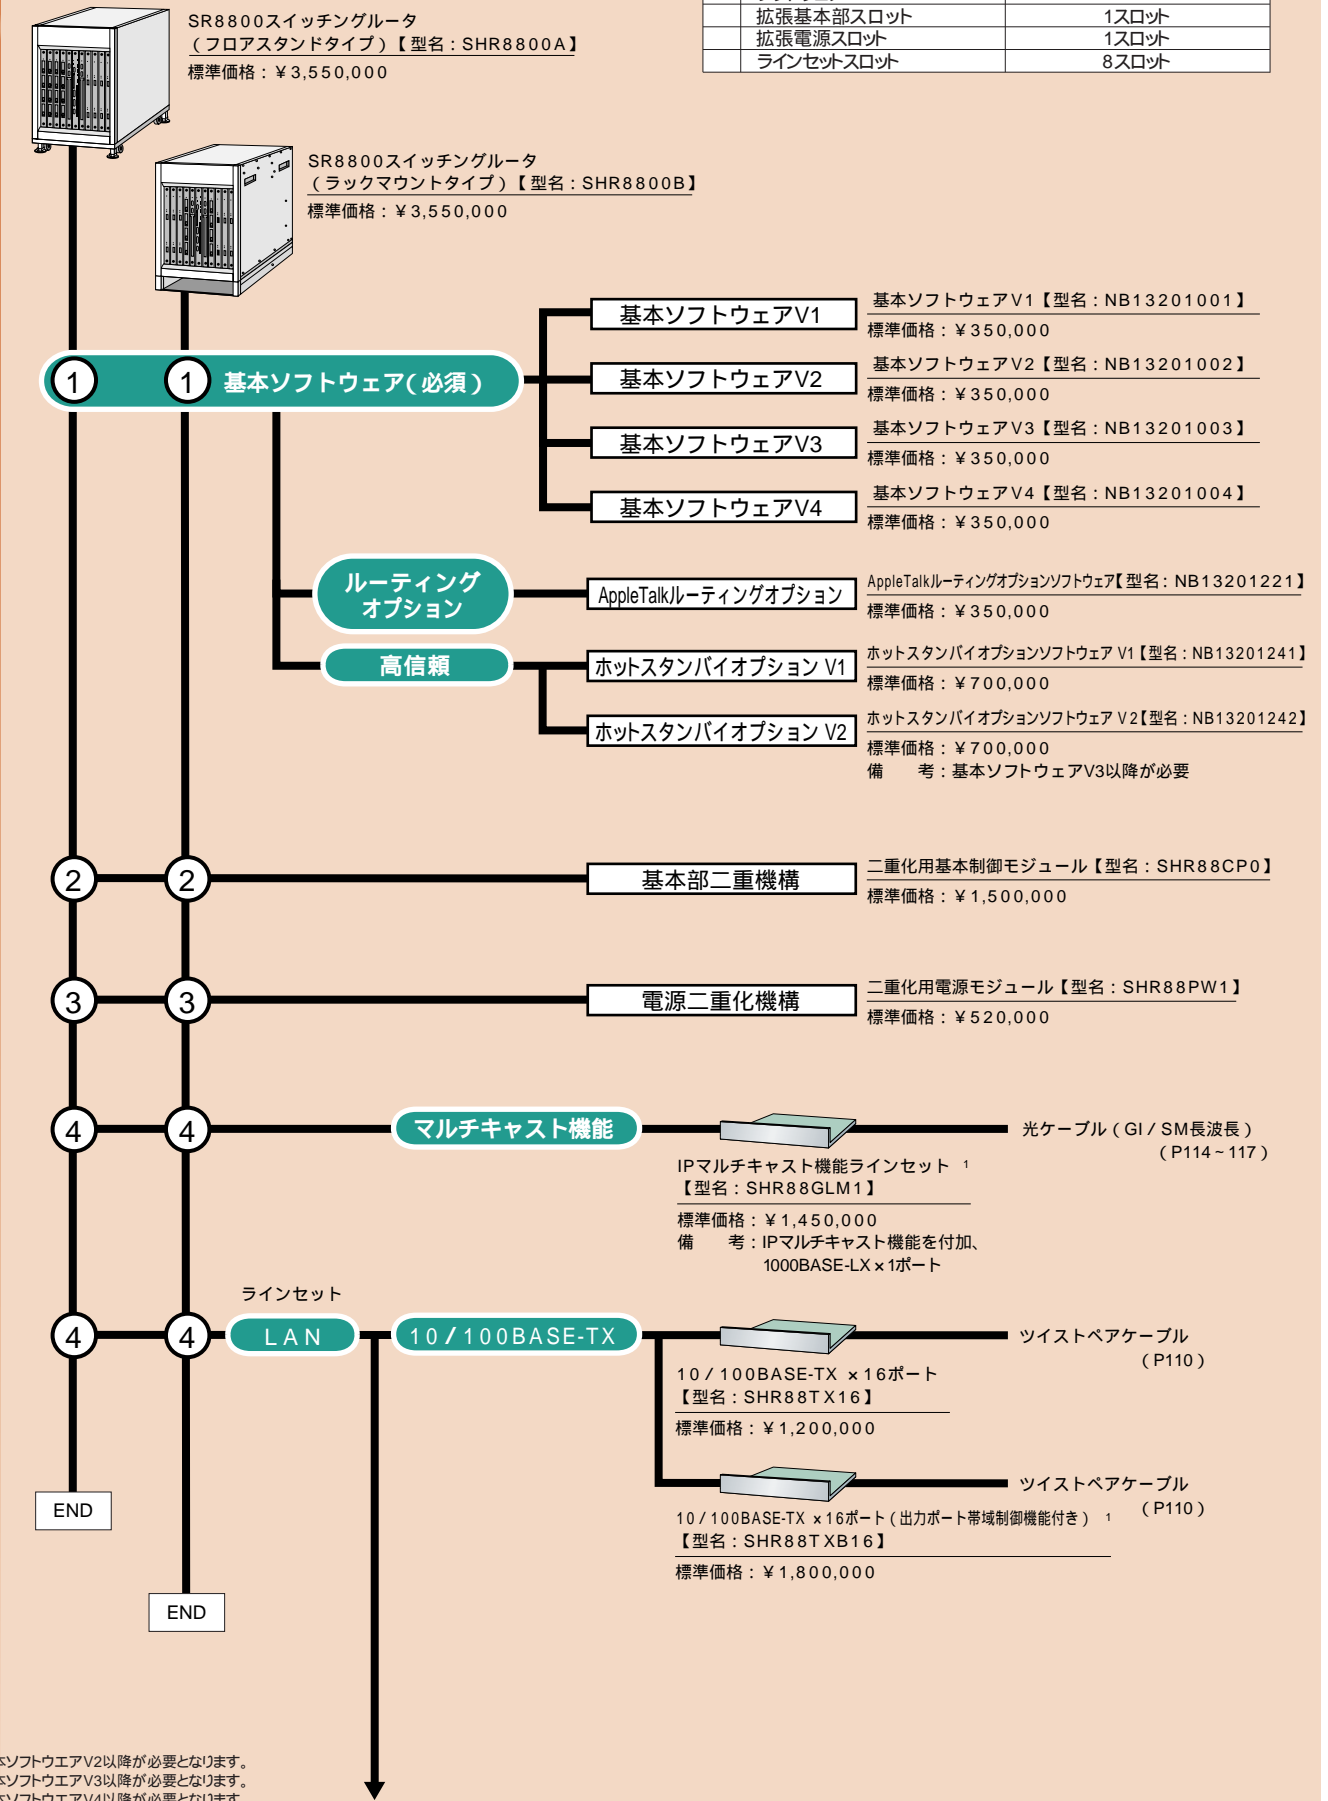 SR8800スイッチングルータ
（フロアスタンドタイプ）【型名：SHR8800A】
標準価格：¥3,550,000
拡張基本部スロット 1スロット
拡張電源スロット 1スロット
ラインセットスロット 8スロット
SR8800スイッチングルータ
（ラックマウントタイプ）【型名：SHR8800B】
標準価格：¥3,550,000
1 1 基本ソフトウェア（必須）
基本ソフトウェアV1
基本ソフトウェアV1【型名：NB13201001】
標準価格：¥350,000
基本ソフトウェアV2
基本ソフトウェアV2【型名：NB13201002】
標準価格：¥350,000
基本ソフトウェアV3
基本ソフトウェアV3【型名：NB13201003】
標準価格：¥350,000
基本ソフトウェアV4
基本ソフトウェアV4【型名：NB13201004】
標準価格：¥350,000
ルーティング
オプション
AppleTalkルーティングオプション
AppleTalkルーティングオプションソフトウェア【型名：NB13201221】
標準価格：¥350,000
高信頼
ホットスタンバイオプション V1
ホットスタンバイオプションソフトウェア V1【型名：NB13201241】
標準価格：¥700,000
ホットスタンバイオプション V2
ホットスタンバイオプションソフトウェア V2【型名：NB13201242】
標準価格：¥700,000
備　考：基本ソフトウェアV3以降が必要
2 2
基本部二重機構
二重化用基本制御モジュール【型名：SHR88CP0】
標準価格：¥1,500,000
3 3
電源二重化機構
二重化用電源モジュール【型名：SHR88PW1】
標準価格：¥520,000
4 4
マルチキャスト機能
光ケーブル（GI／SM長波長）
（P114~117）
IPマルチキャスト機能ラインセット 1
【型名：SHR88GLM1】
標準価格：¥1,450,000
備　考：IPマルチキャスト機能を付加、
1000BASE-LX×1ポート
ラインセット
4 4
LAN
10／100BASE-TX
ツイストペアケーブル
（P110）
10／100BASE-TX ×16ポート
【型名：SHR88TX16】
標準価格：¥1,200,000
ツイストペアケーブル
（P110）
10／100BASE-TX ×16ポート（出力ポート帯域制御機能付き） 1
【型名：SHR88TXB16】
標準価格：¥1,800,000
END
END
ソフトウエアV2以降が必要となります。
ソフトウエアV3以降が必要となります。
ソフトウエアV4以降が必要となります。